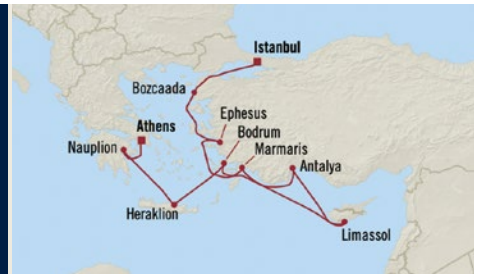 Istanbul
Bozcaada
Athens
Ephesus
Bodrum
Nauplion
Marmaris
Antalya
Heraklion
Limassol